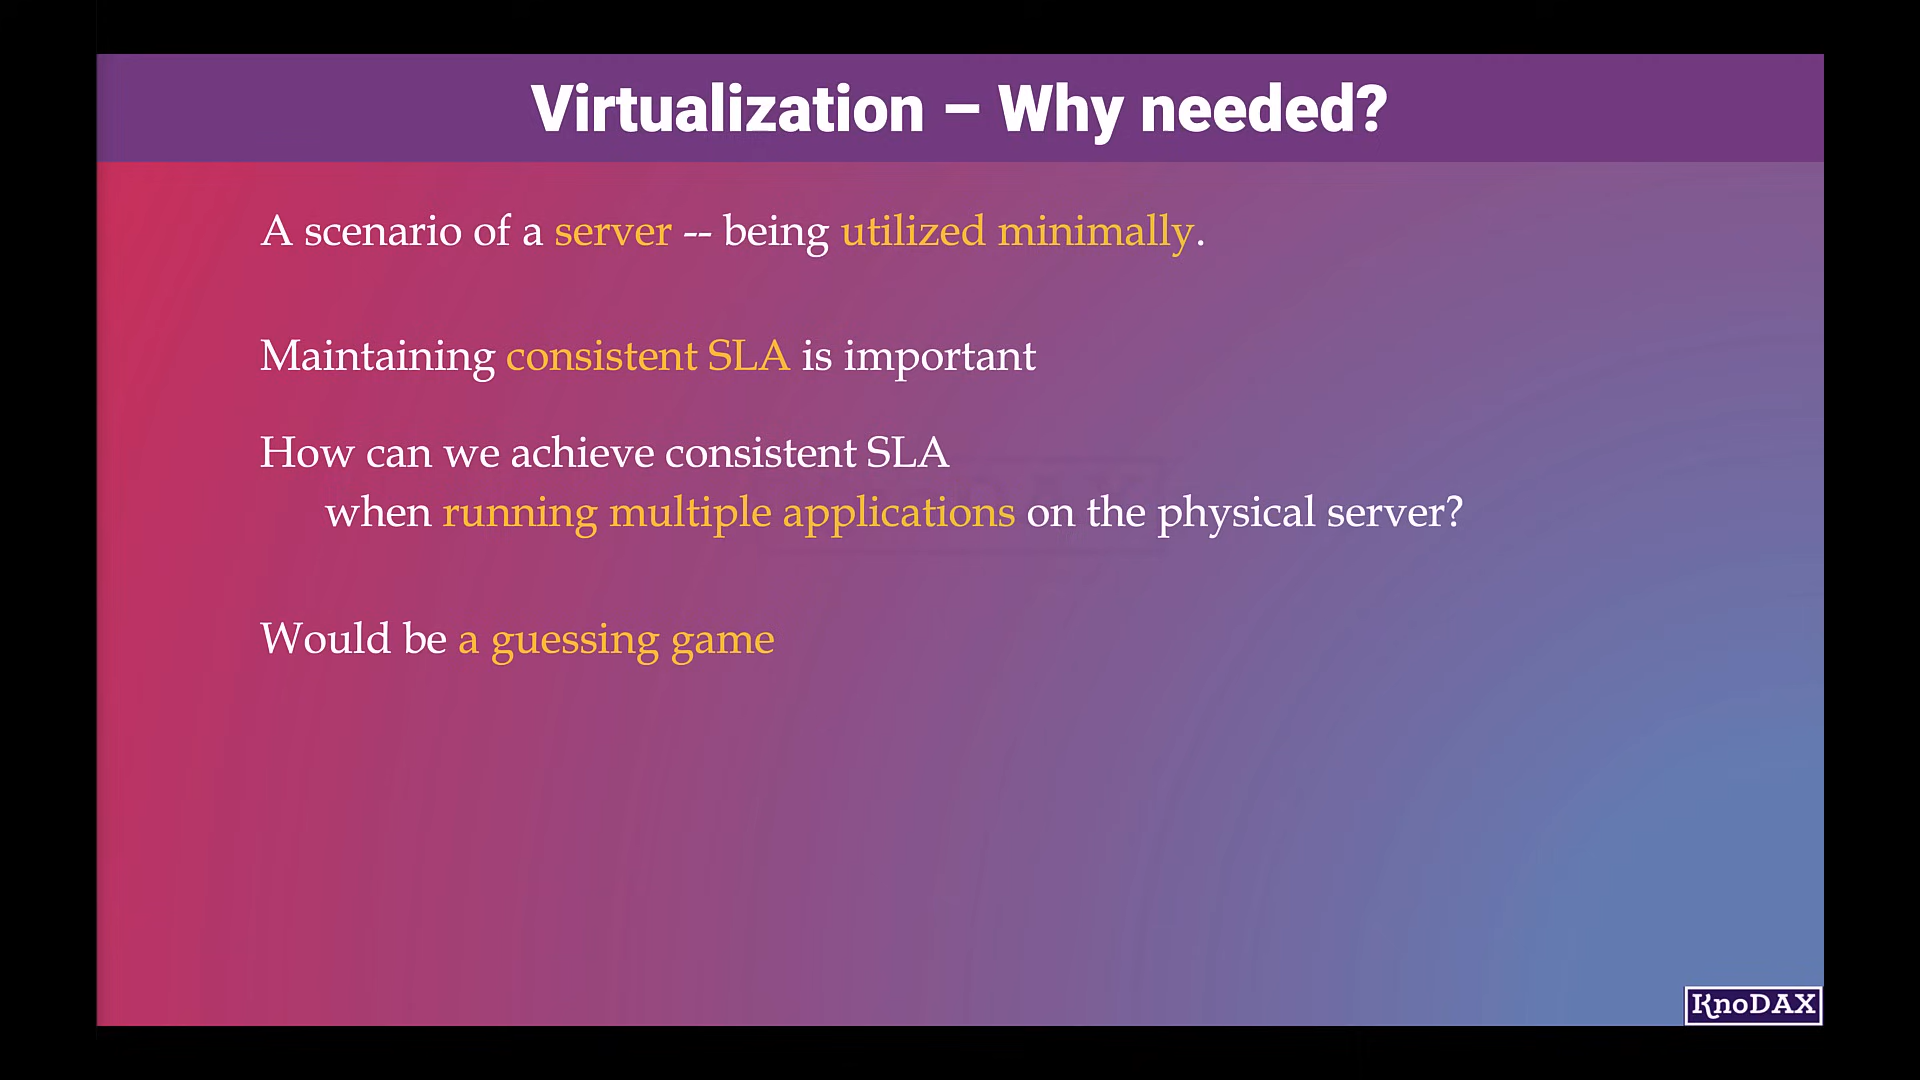 Virtualization – Why needed?
A scenario of a server -- being utilized minimally.
Maintaining consistent SLA is important
How can we achieve consistent SLA
when running multiple applications on the physical server?
Would be a guessing game
KnoDAX